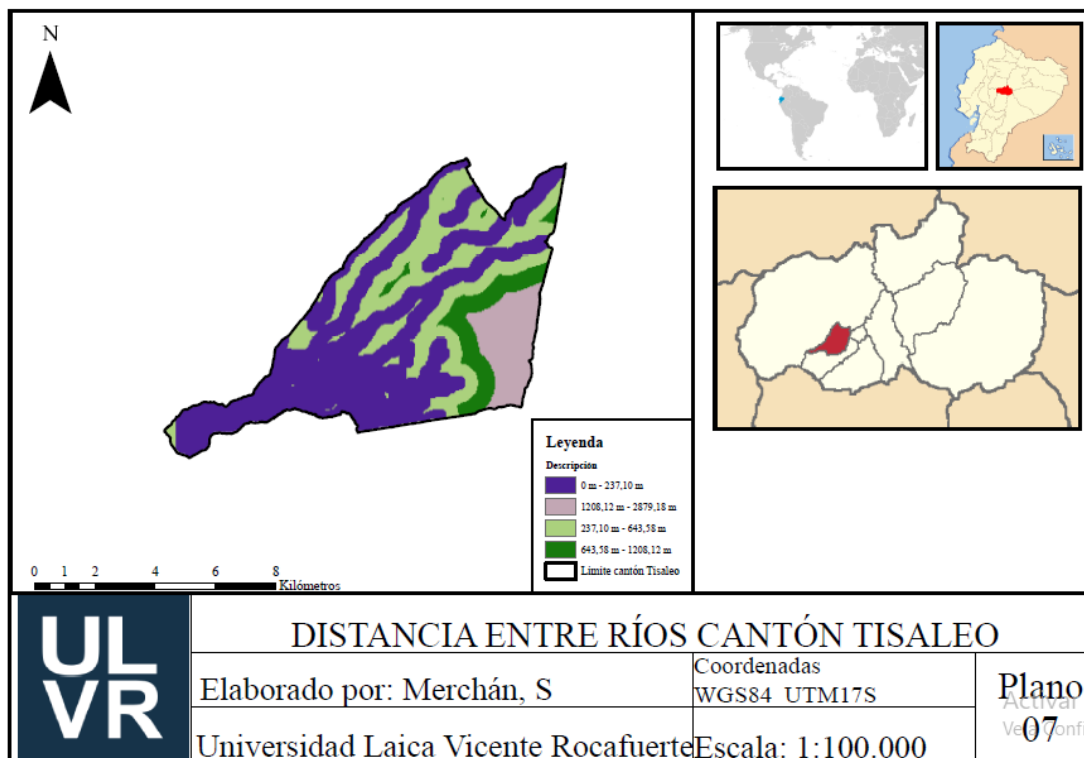 N
Leyenda
Descripción
0 m - 237,10 m
1208,12 m - 2879,18 m
237,10 m - 643,58 m
643,58 m - 1208,12 m
Limite cantón Tisaleo
0 1 2 4 6 8
Kilómetros
UL
VR
DISTANCIA ENTRE RÍOS CANTÓN TISALEO
Elaborado por: Merchán, S
Coordenadas
WGS84 UTM17S
Universidad Laica Vicente Rocafuerte
Escala: 1:100.000
Plano
07
Activar